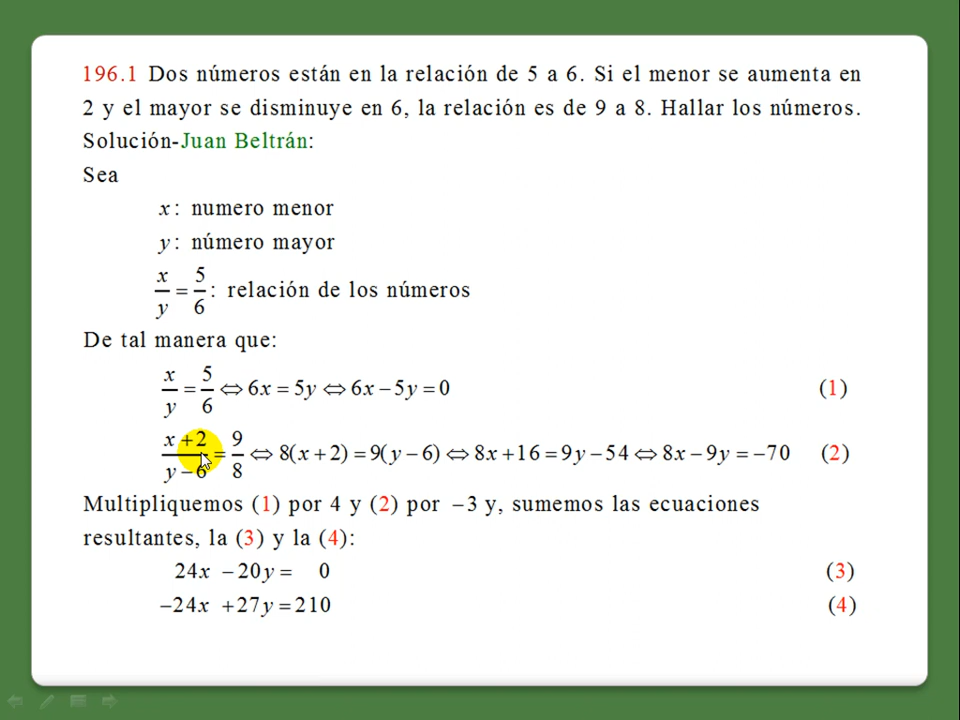 196.1 Dos números están en la relación de 5 a 6. Si el menor se aumenta en
2 y el mayor se disminuye en 6, la relación es de 9 a 8. Hallar los números.
Solución-Juan Beltrán:
Sea
x: numero menor
y: número mayor
x/y = 5/6: relación de los números
De tal manera que:
x/y = 5/6 ⇔ 6x = 5y ⇔ 6x − 5y = 0 (1)
(x + 2)/(y − 6) = 9/8 ⇔ 8(x + 2) = 9(y − 6) ⇔ 8x + 16 = 9y − 54 ⇔ 8x − 9y = −70 (2)
Multipliquemos (1) por 4 y (2) por −3 y, sumemos las ecuaciones
resultantes, la (3) y la (4):
24x − 20y = 0 (3)
−24x + 27y = 210 (4)